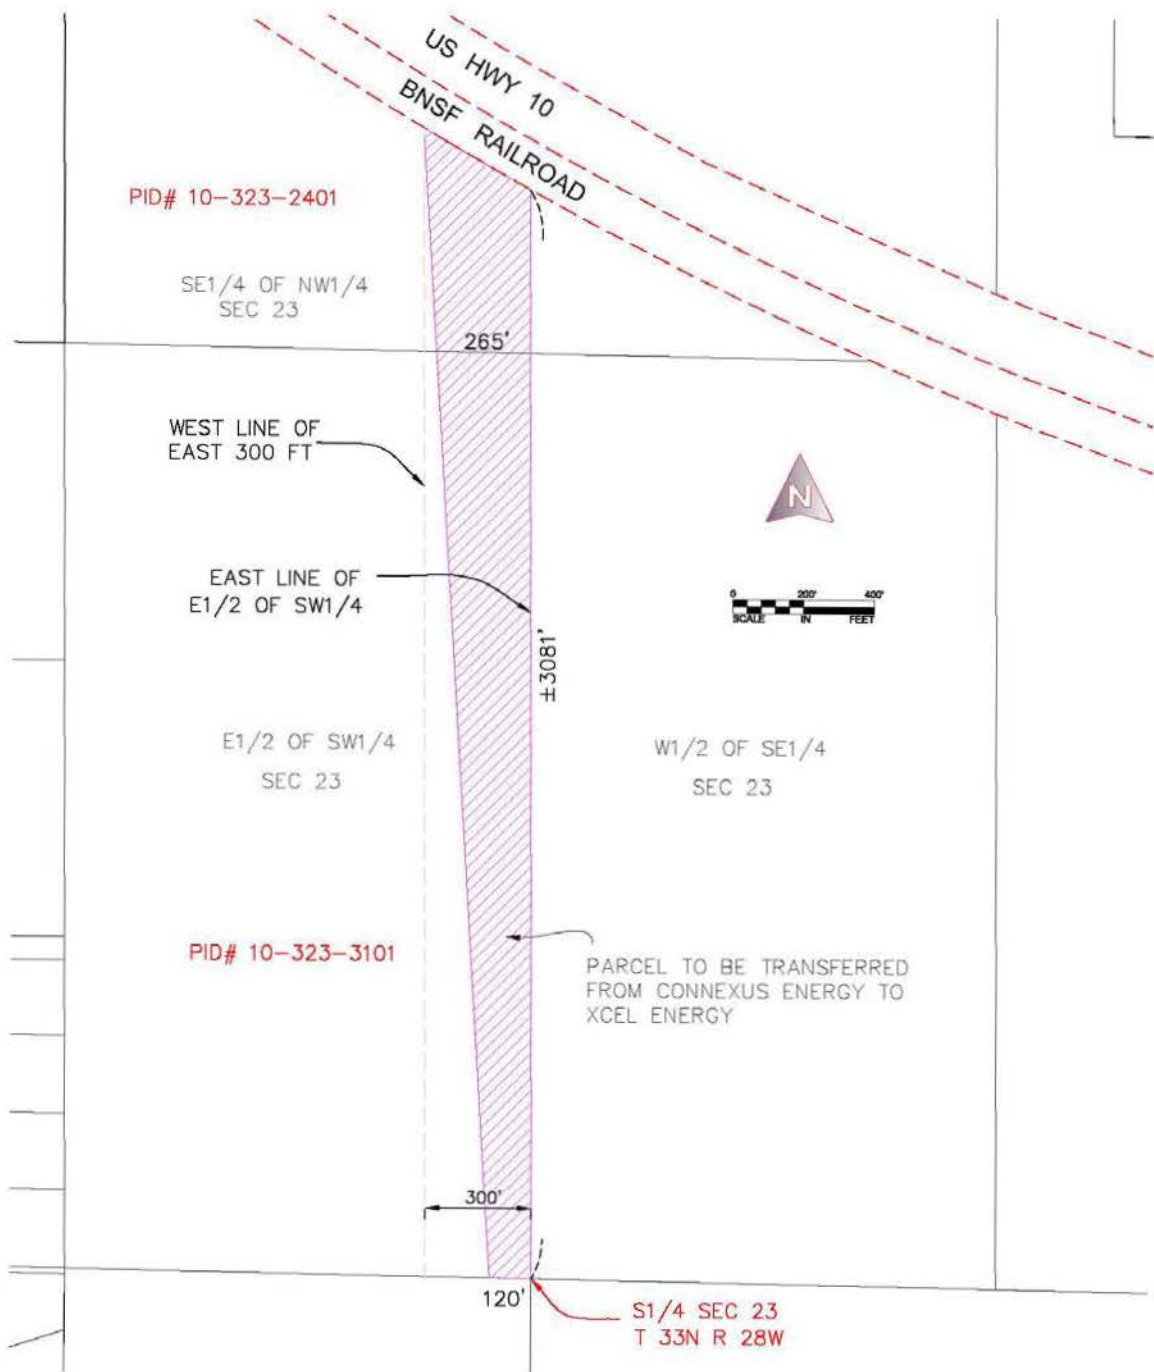 US HWY 10
BNSF RAILROAD
PID# 10-323-2401
SE1/4 OF NW1/4
SEC 23
265'
WEST LINE OF
EAST 300 FT
N
EAST LINE OF
E1/2 OF SW1/4
0 200' 400'
SCALE IN FEET
±3081'
E1/2 OF SW1/4
SEC 23
W1/2 OF SE1/4
SEC 23
PID# 10-323-3101
PARCEL TO BE TRANSFERRED
FROM CONNEXUS ENERGY TO
XCEL ENERGY
300'
120'
S1/4 SEC 23
T 33N R 28W